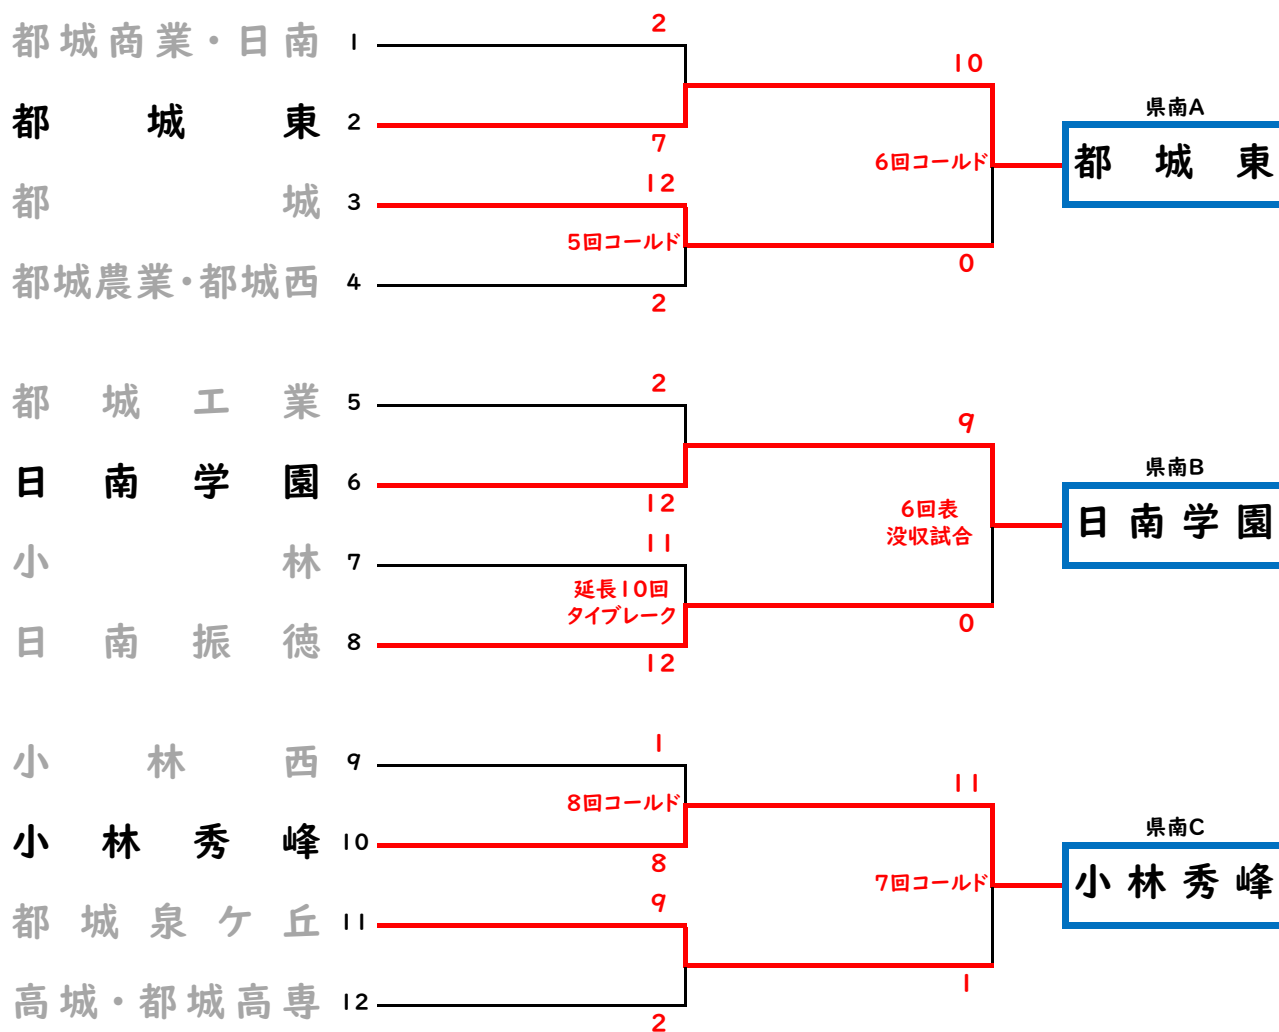 都城商業・日南 1
2
10
県南A
都城東 2
7
都城東
6回コールド
都城 3
12
5回コールド
都城農業・都城西 4
2
0
都城工業 5
2
9
県南B
日南学園 6
12
日南学園
6回表
没収試合
小林 7
11
延長10回
タイブレーク
0
日南振徳 8
12
小林西 9
1
11
8回コールド
県南C
小林秀峰 10
8
小林秀峰
7回コールド
都城泉ケ丘 11
9
1
高城・都城高専 12
2